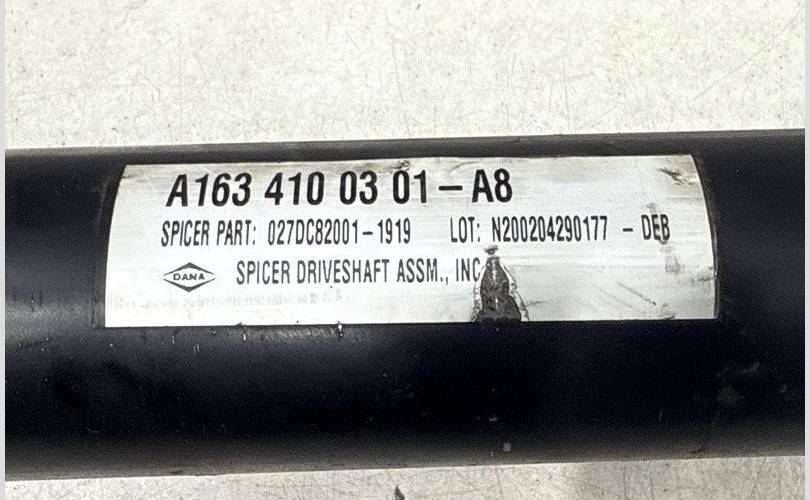 A163 410 03 01-A8
SPICER PART: 027DC82001-1919 LOT: N200204290177 - DEB
DANA SPICER DRIVESHAFT ASSM., INC